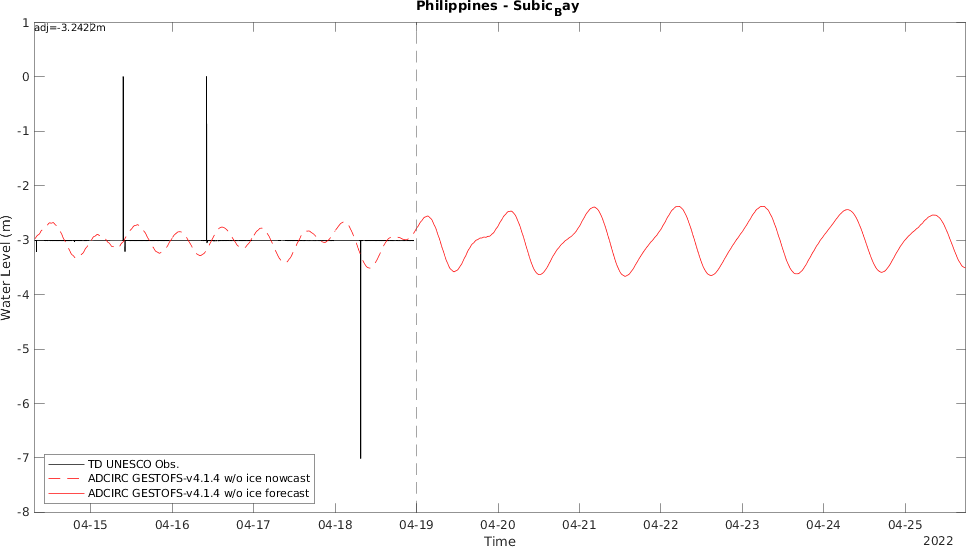 Philippines - Subic_Bay
adj=-3.2422m
1
0
-1
-2
-3
-4
-5
-6
-7
-8
Water Level (m)
TD UNESCO Obs.
ADCIRC GESTOFS-v4.1.4 w/o ice nowcast
ADCIRC GESTOFS-v4.1.4 w/o ice forecast
04-15 04-16 04-17 04-18 04-19 04-20 04-21 04-22 04-23 04-24 04-25
Time
2022